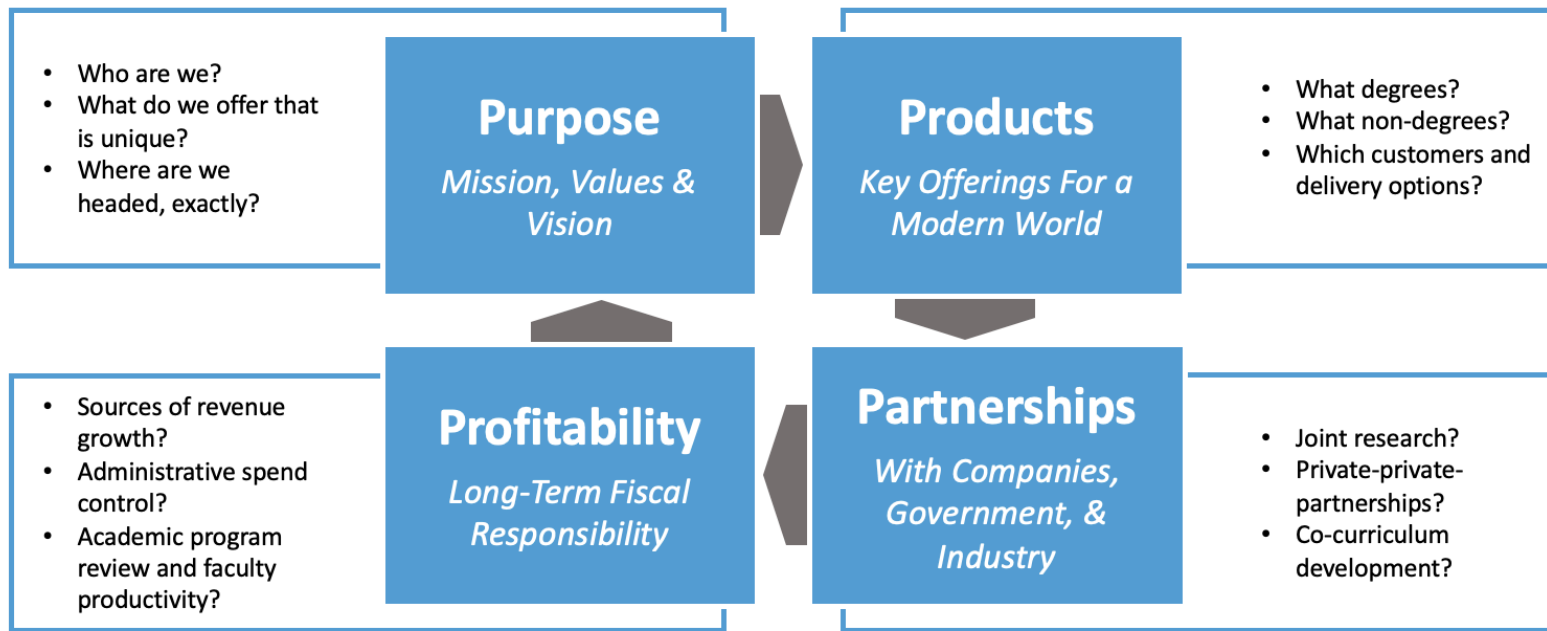 • Who are we?
• What do we offer that
is unique?
• Where are we
headed, exactly?
Purpose
Mission, Values &
Vision
Products
Key Offerings For a
Modern World
• What degrees?
• What non-degrees?
• Which customers and
delivery options?
• Sources of revenue
growth?
• Administrative spend
control?
• Academic program
review and faculty
productivity?
Profitability
Long-Term Fiscal
Responsibility
Partnerships
With Companies,
Government, &
Industry
• Joint research?
• Private-private-
partnerships?
• Co-curriculum
development?